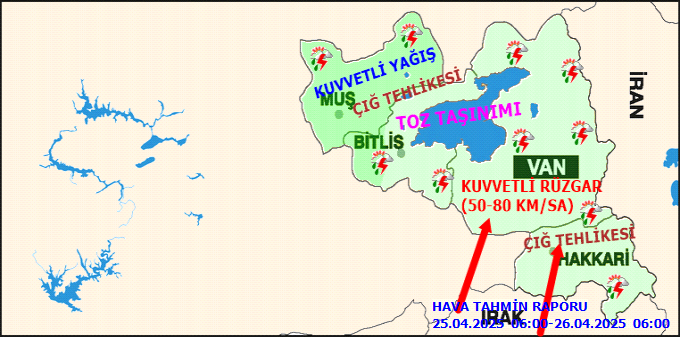 KUVVETLİ YAĞIŞ
ÇIĞ TEHLİKESİ
MUŞ
TOZ TAŞINIMI
İRAN
BİTLİS
VAN
KUVVETLİ RÜZGAR
(50-80 KM/SA)
ÇIĞ TEHLİKESİ
HAKKARİ
HAVA TAHMİN RAPORU
IRAK
25.04.2025 06:00-26.04.2025 06:00